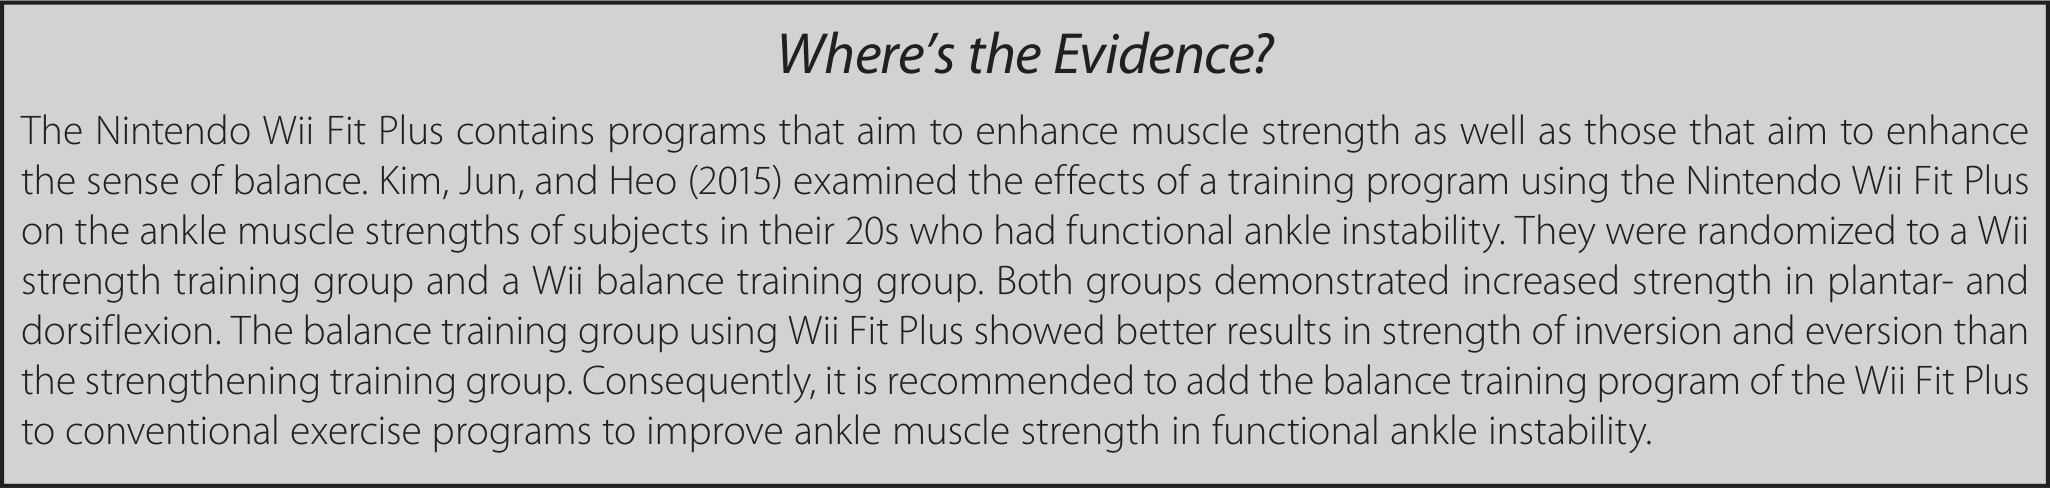 Where’s the Evidence?
The Nintendo Wii Fit Plus contains programs that aim to enhance muscle strength as well as those that aim to enhance
the sense of balance. Kim, Jun, and Heo (2015) examined the effects of a training program using the Nintendo Wii Fit Plus
on the ankle muscle strengths of subjects in their 20s who had functional ankle instability. They were randomized to a Wii
strength training group and a Wii balance training group. Both groups demonstrated increased strength in plantar- and
dorsiflexion. The balance training group using Wii Fit Plus showed better results in strength of inversion and eversion than
the strengthening training group. Consequently, it is recommended to add the balance training program of the Wii Fit Plus
to conventional exercise programs to improve ankle muscle strength in functional ankle instability.